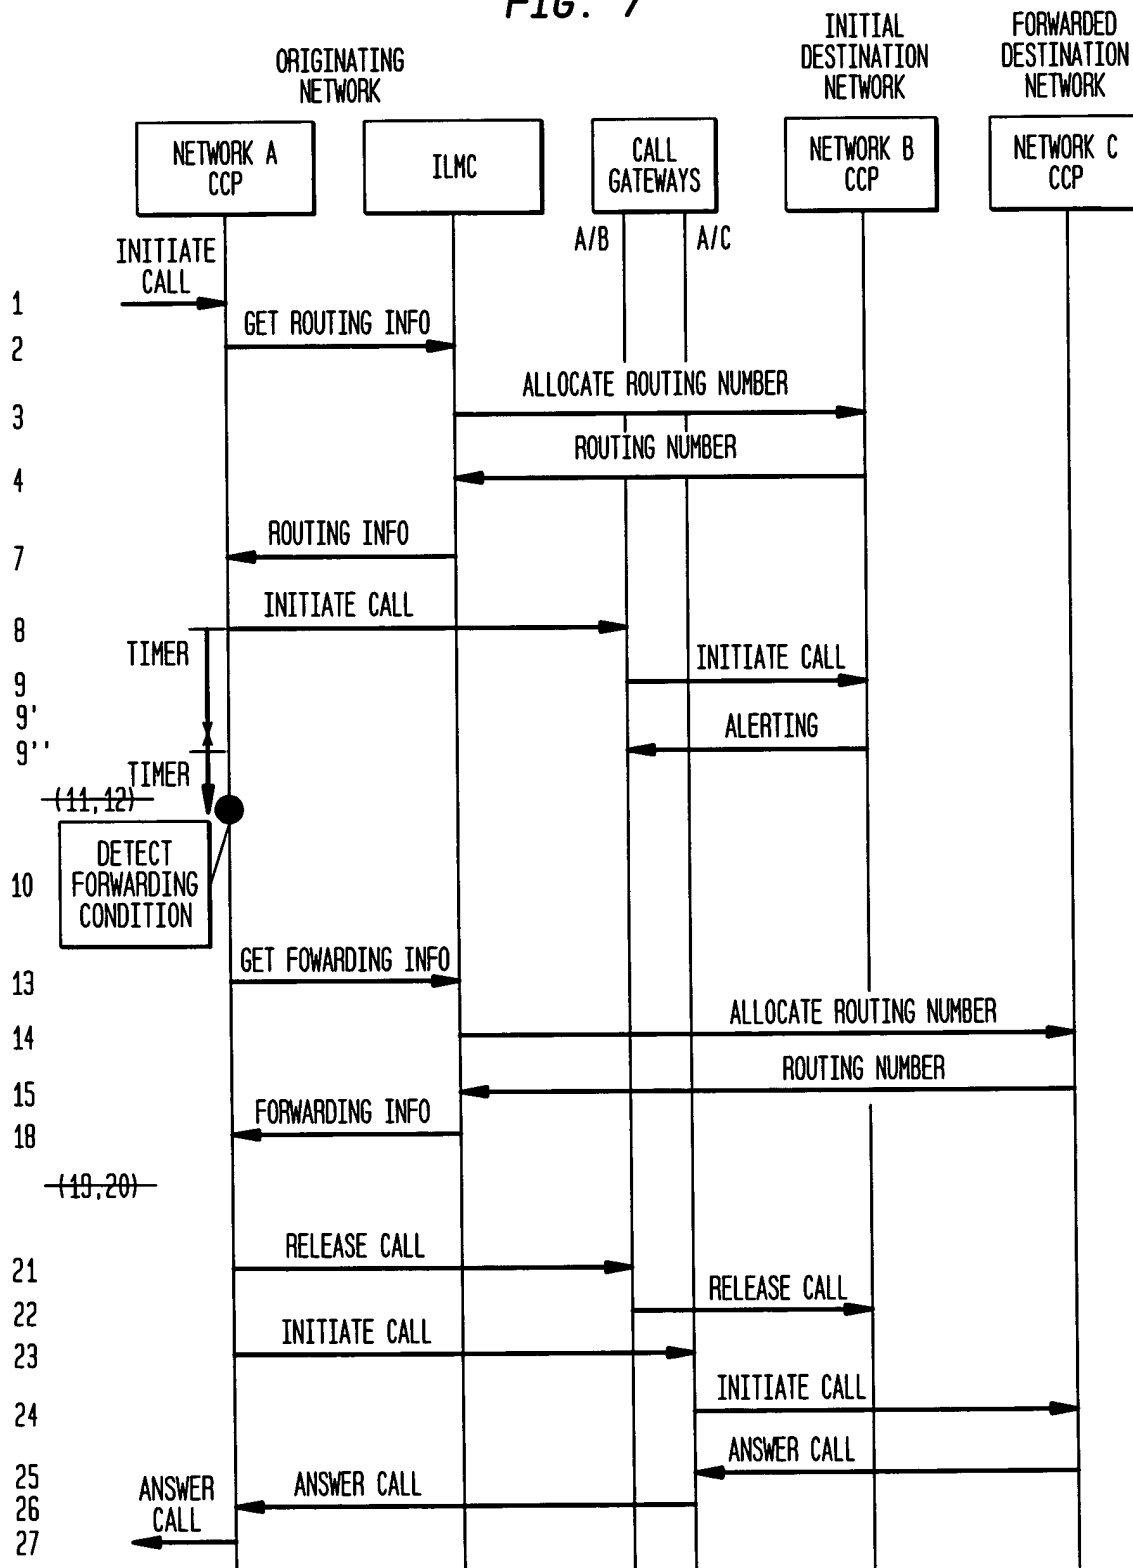 FIG. 7
ORIGINATING
NETWORK
INITIAL
DESTINATION
NETWORK
FORWARDED
DESTINATION
NETWORK
NETWORK A
CCP
ILMC
CALL
GATEWAYS
NETWORK B
CCP
NETWORK C
CCP
A/B
A/C
INITIATE
CALL
1
GET ROUTING INFO
2
ALLOCATE ROUTING NUMBER
3
ROUTING NUMBER
4
ROUTING INFO
7
INITIATE CALL
8
TIMER
INITIATE CALL
9
9'
ALERTING
9''
TIMER
(11,12)
DETECT
FORWARDING
CONDITION
10
GET FOWARDING INFO
13
ALLOCATE ROUTING NUMBER
14
ROUTING NUMBER
15
FORWARDING INFO
18
(19,20)
RELEASE CALL
21
RELEASE CALL
22
INITIATE CALL
23
INITIATE CALL
24
ANSWER CALL
25
ANSWER CALL
26
ANSWER
CALL
27